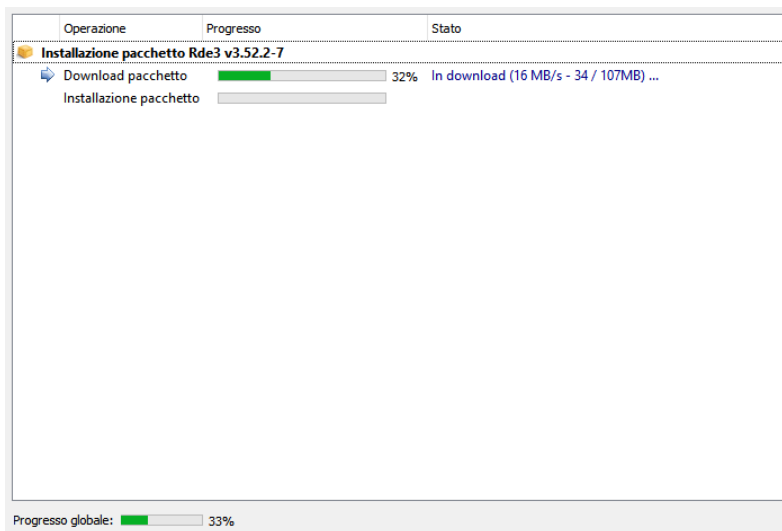 Operazione Progresso Stato
Installazione pacchetto Rde3 v3.52.2-7
Download pacchetto 32% In download (16 MB/s - 34 / 107MB) ...
Installazione pacchetto
Progresso globale: 33%